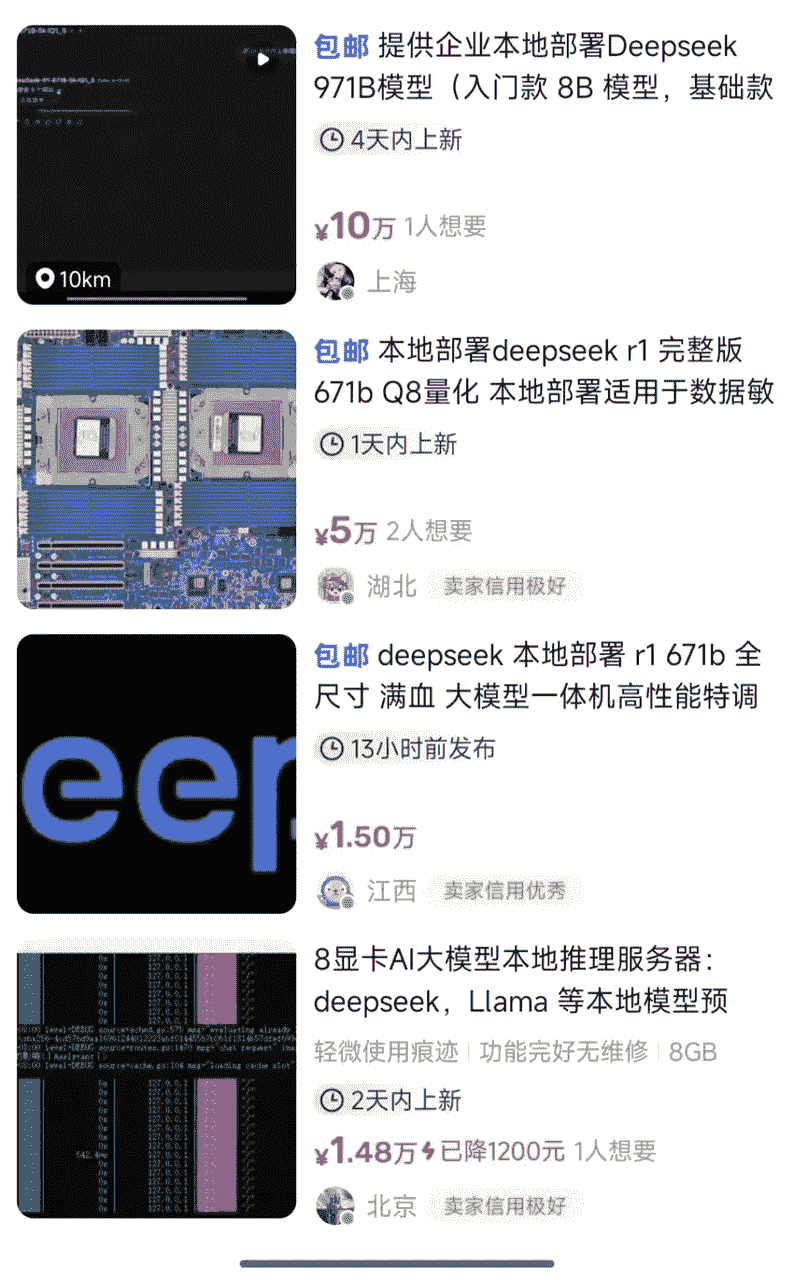 包邮 提供企业本地部署Deepseek
971B模型（入门款 8B 模型，基础款
4天内上新
¥10万 1人想要
10km
上海
包邮 本地部署deepseek r1 完整版
671b Q8量化 本地部署适用于数据敏
1天内上新
¥5万 2人想要
湖北 卖家信用极好
包邮 deepseek 本地部署 r1 671b 全
尺寸 满血 大模型一体机高性能特调
13小时前发布
eep
¥1.50万
江西 卖家信用优秀
8显卡AI大模型本地推理服务器：
deepseek，Llama 等本地模型预
轻微使用痕迹 功能完好无维修 8GB
2天内上新
¥1.48万 已降1200元 1人想要
北京 卖家信用极好